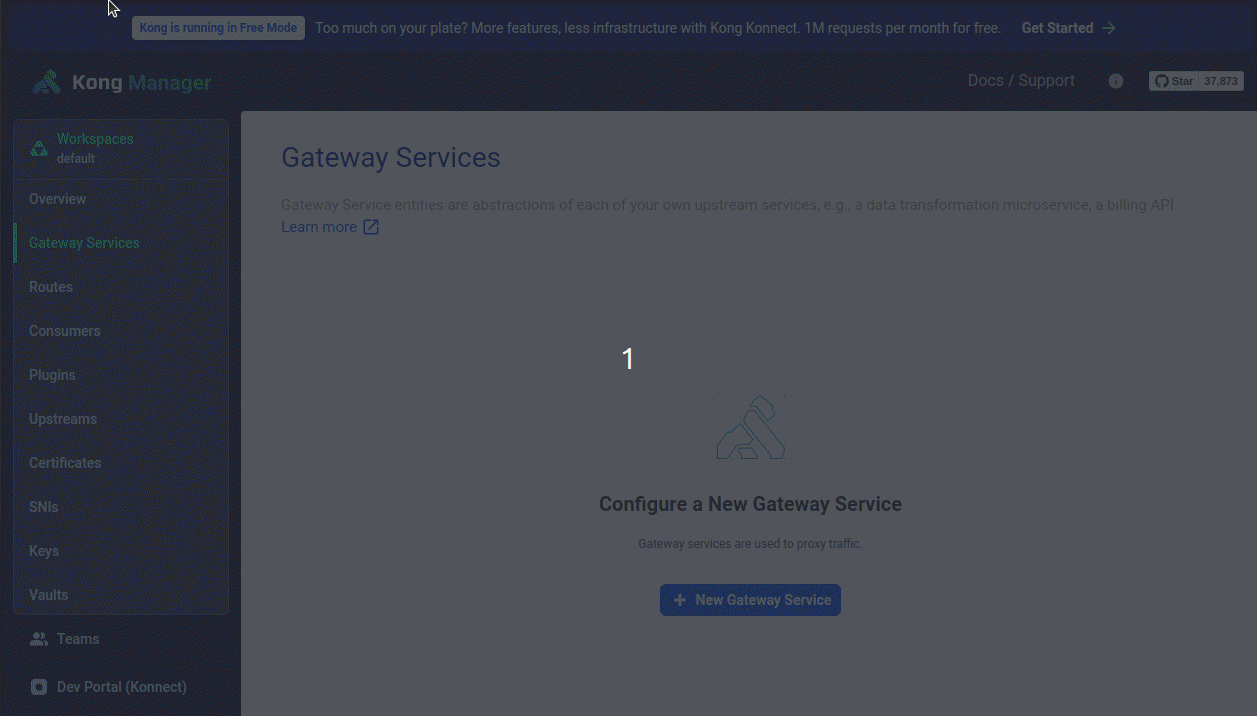 Kong is running in Free Mode Too much on your plate? More features, less infrastructure with Kong Konnect. 1M requests per month for free. Get Started →
Kong Manager
Docs / Support
Star 37,873
Workspaces
default
Overview
Gateway Services
Routes
Consumers
Plugins
Upstreams
Certificates
SNIs
Keys
Vaults
Teams
Dev Portal (Konnect)
Gateway Services
Gateway Service entities are abstractions of each of your own upstream services, e.g., a data transformation microservice, a billing API.
Learn more
1
Configure a New Gateway Service
Gateway services are used to proxy traffic.
+ New Gateway Service